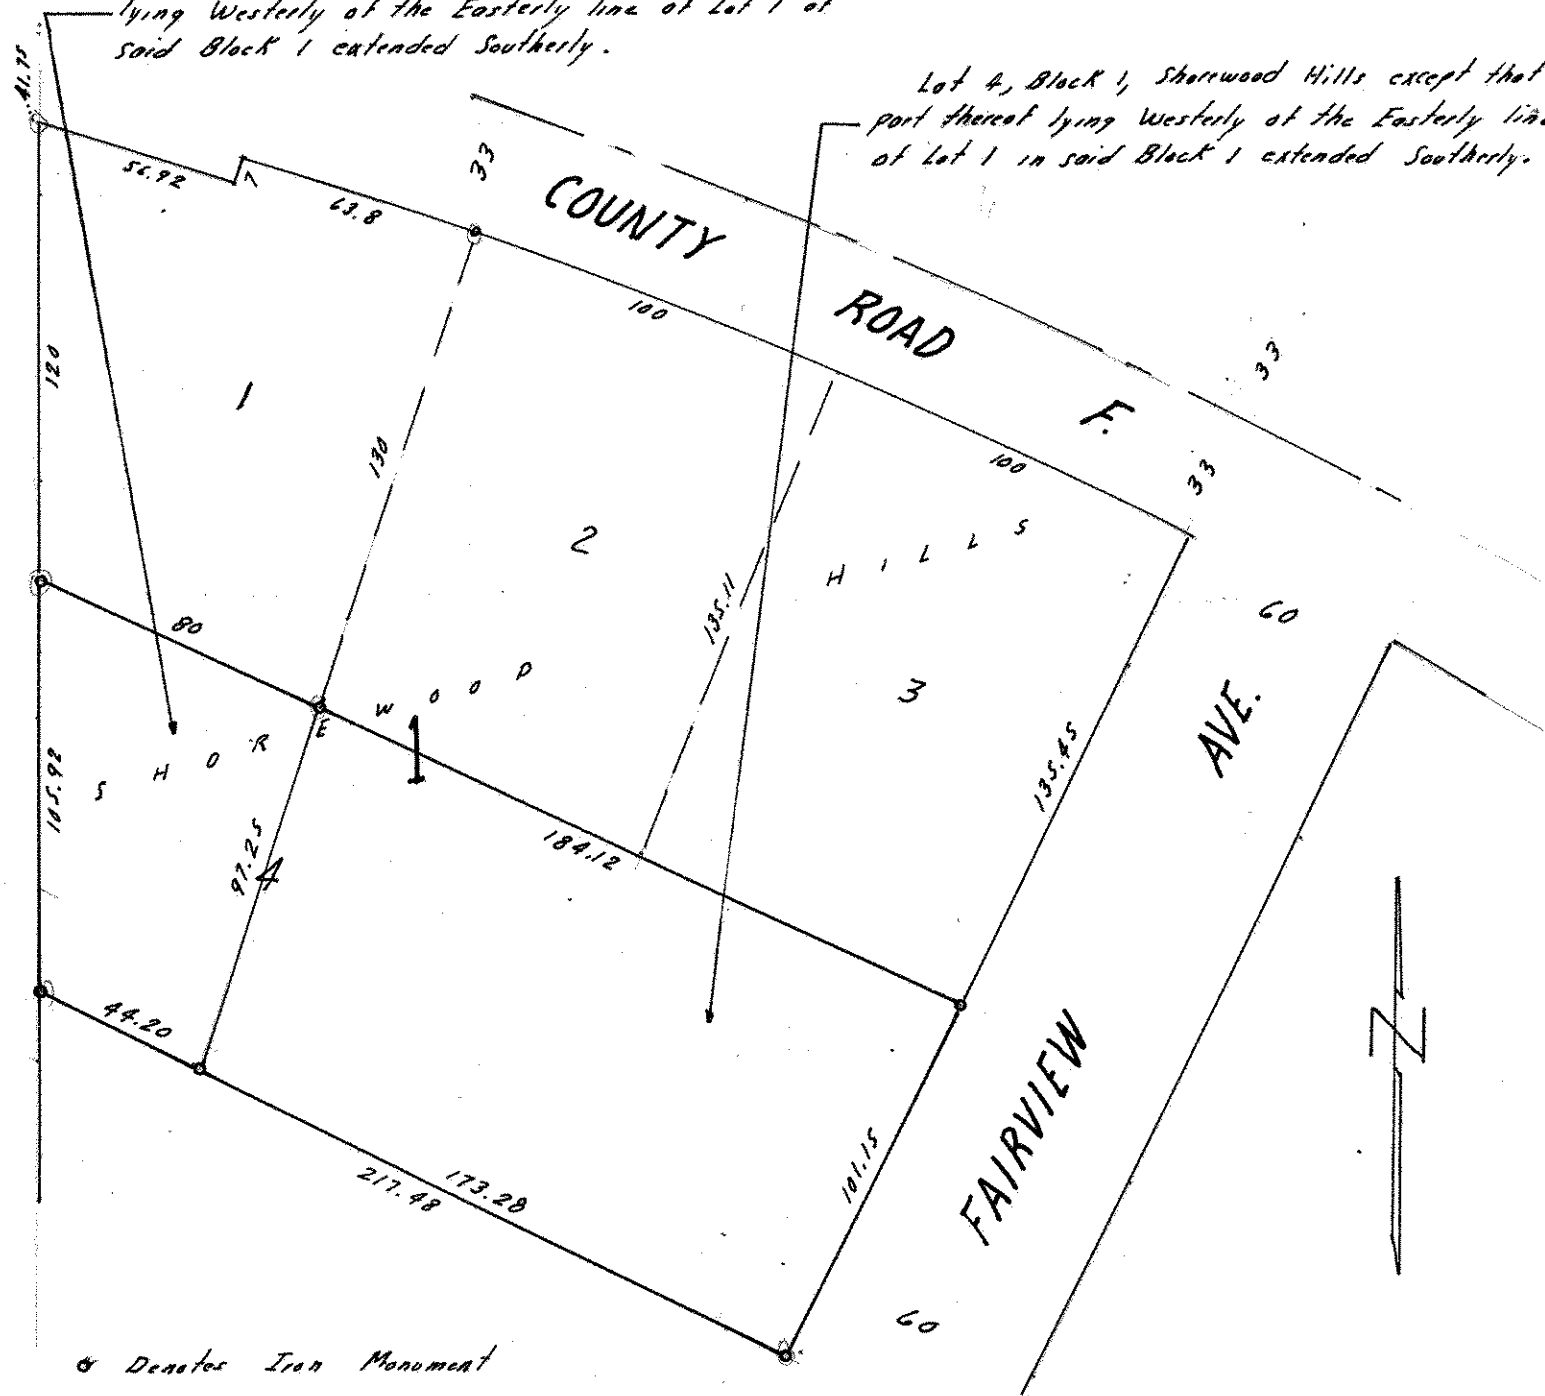 lying Westerly of the Easterly line of Lot 1 of
said Block 1 extended Southerly.
Lot 4, Block 1, Shorewood Hills except that
part thereof lying Westerly of the Easterly line
of Lot 1 in said Block 1 extended Southerly.
41.75
56.92
7
63.8
33
COUNTY ROAD F.
100
33
120
1
130
100
33
2
HILLS
135.11
60
80
3
WOOD
SHORE
1
AVE.
135.45
105.92
97.25
4
184.12
44.20
N
FAIRVIEW
101.15
173.28
217.48
60
Denotes Iron Monument